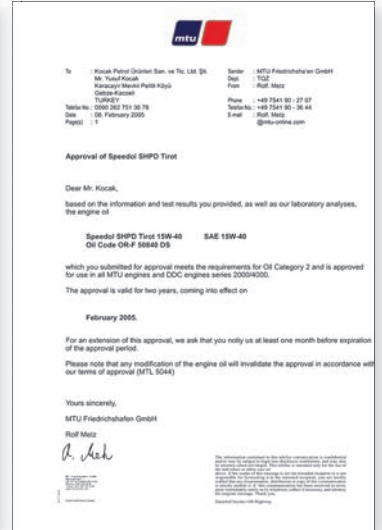 mtu
To : Kocak Petrol Ürünleri San. ve Tic. Ltd. Şti.
Mr. Yusuf Kocak
Karacayir Mevkii Pelitli Köyü
Gebze-Kocaeli
TURKEY
Telefax No.: 0090 262 751 36 78
Date : 08. February 2005
Page(s) : 1
Sender : MTU Friedrichshafen GmbH
Dept. : TQZ
From : Rolf. Metz
Phone : +49 7541 90 - 27 07
Telefax No. : +49 7541 90 - 36 44
E-mail : Rolf. Metz
@mtu-online.com
Approval of Speedol SHPD Tirot
Dear Mr. Kocak,
based on the information and test results you provided, as well as our laboratory analyses,
the engine oil
Speedol SHPD Tirot 15W-40 SAE 15W-40
Oil Code OR-F 50840 DS
which you submitted for approval meets the requirements for Oil Category 2 and is approved
for use in all MTU engines and DDC engines series 2000/4000.
The approval is valid for two years, coming into effect on
February 2005.
For an extension of this approval, we ask that you notiy us at least one month before expiration
of the approval period.
Please note that any modification of the engine oil will invalidate the approval in accordance with
our terms of approval (MTL 5044)
Yours sincerely,
MTU Friedrichshafen GmbH
Rolf Metz
R. Metz